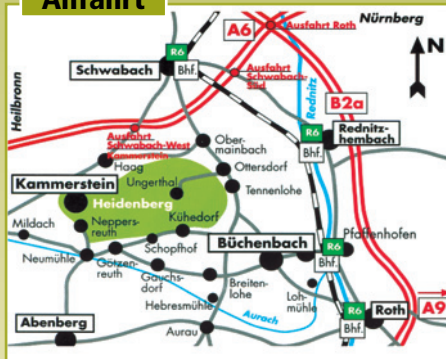 Anfahrt
A6
Ausfahrt Roth
Nürnberg
N
R6
Schwabach
Bhf.
Ausfahrt
Schwabach-
Süd
Rednitz
B2a
Heilbronn
Ausfahrt
Schwabach-West
Kammerstein
Haag
Ober-
mainbach
R6
Rednitz-
hembach
Bhf.
Ottersdorf
Ungerthal
Tennenlohe
Kammerstein
Heidenberg
Mildach
Neppers-
reuth
Kühedorf
Schopfhof
Büchenbach
R6
Pfaffenhofen
Bhf.
Neumühle
Götzen-
reuth
Gauchs-
dorf
Breiten-
lohe
Loh-
mühle
Hebresmühle
A9
Abenberg
Aurach
R6
Roth
Bhf.
Aurau